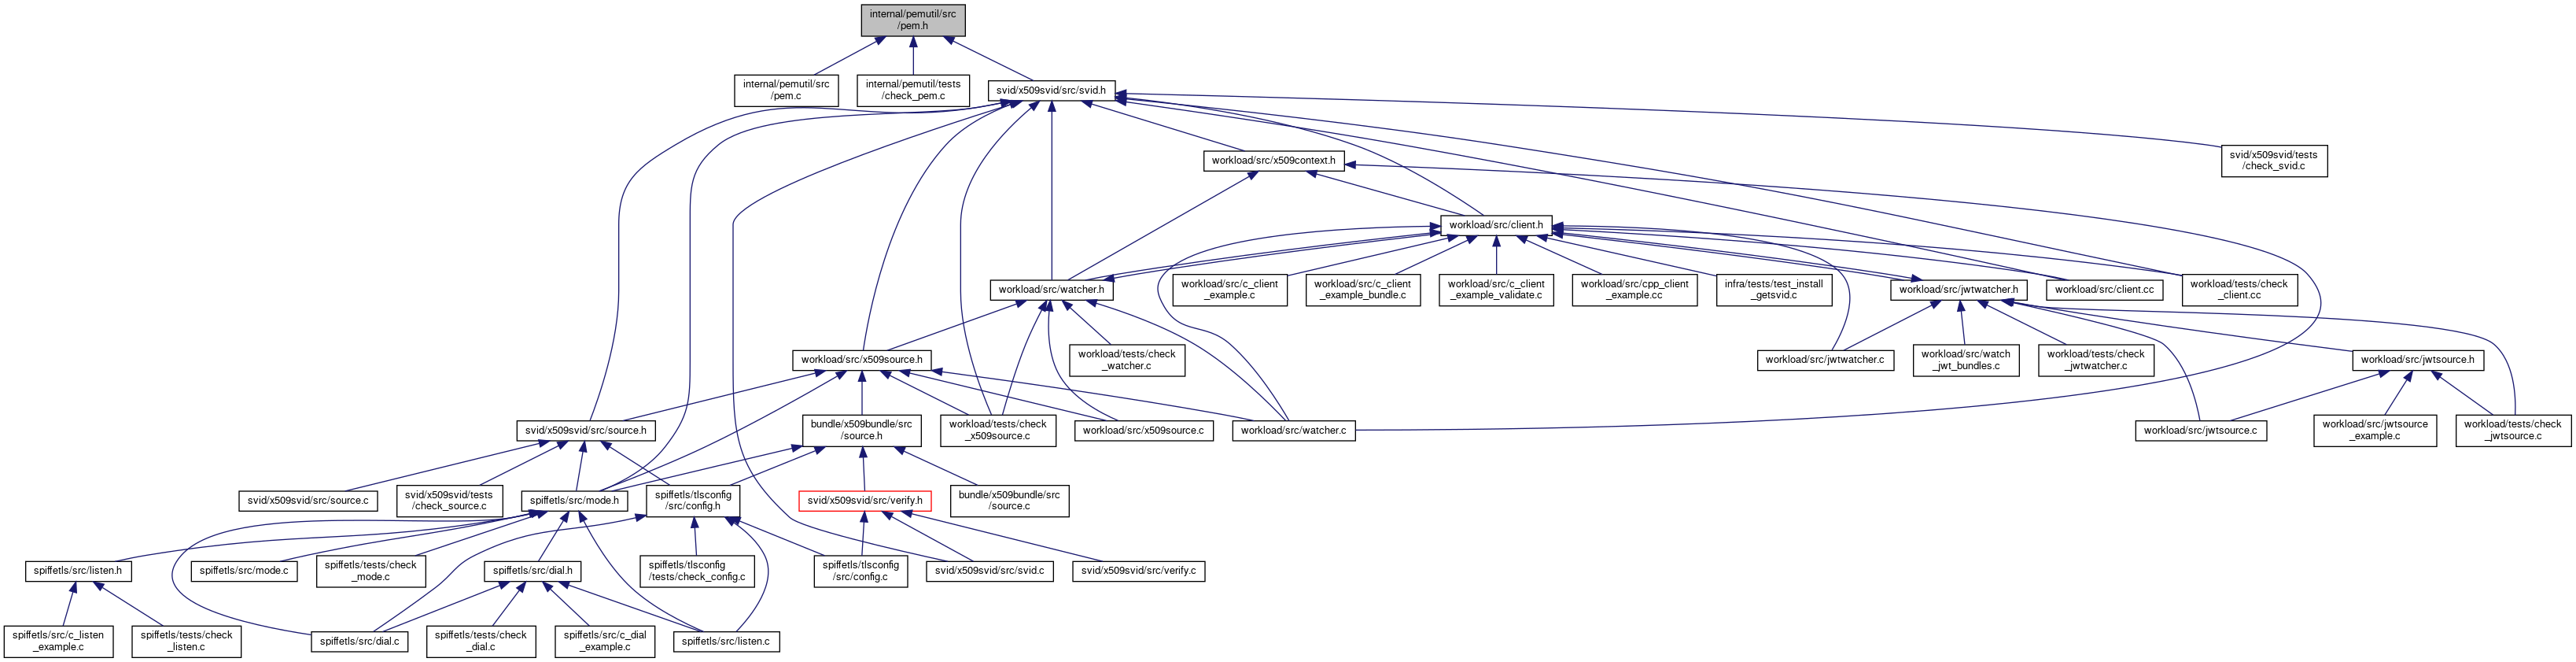 internal/pemutil/src
/pem.h
internal/pemutil/src
/pem.c
internal/pemutil/tests
/check_pem.c
svid/x509svid/src/svid.h
workload/src/x509context.h
svid/x509svid/tests
/check_svid.c
workload/src/client.h
workload/src/watcher.h
workload/src/c_client
_example.c
workload/src/c_client
_example_bundle.c
workload/src/c_client
_example_validate.c
workload/src/cpp_client
_example.cc
infra/tests/test_install
_getsvid.c
workload/src/jwtwatcher.h
workload/src/client.cc
workload/tests/check
_client.cc
workload/src/x509source.h
workload/tests/check
_watcher.c
workload/src/jwtwatcher.c
workload/src/watch
_jwt_bundles.c
workload/tests/check
_jwtwatcher.c
workload/src/jwtsource.h
svid/x509svid/src/source.h
bundle/x509bundle/src
/source.h
workload/tests/check
_x509source.c
workload/src/x509source.c
workload/src/watcher.c
workload/src/jwtsource.c
workload/src/jwtsource
_example.c
workload/tests/check
_jwtsource.c
svid/x509svid/src/source.c
svid/x509svid/tests
/check_source.c
spiffetls/src/mode.h
spiffetls/tlsconfig
/src/config.h
svid/x509svid/src/verify.h
bundle/x509bundle/src
/source.c
spiffetls/src/listen.h
spiffetls/src/mode.c
spiffetls/tests/check
_mode.c
spiffetls/src/dial.h
spiffetls/tlsconfig
/tests/check_config.c
spiffetls/tlsconfig
/src/config.c
svid/x509svid/src/svid.c
svid/x509svid/src/verify.c
spiffetls/src/c_listen
_example.c
spiffetls/tests/check
_listen.c
spiffetls/src/dial.c
spiffetls/tests/check
_dial.c
spiffetls/src/c_dial
_example.c
spiffetls/src/listen.c